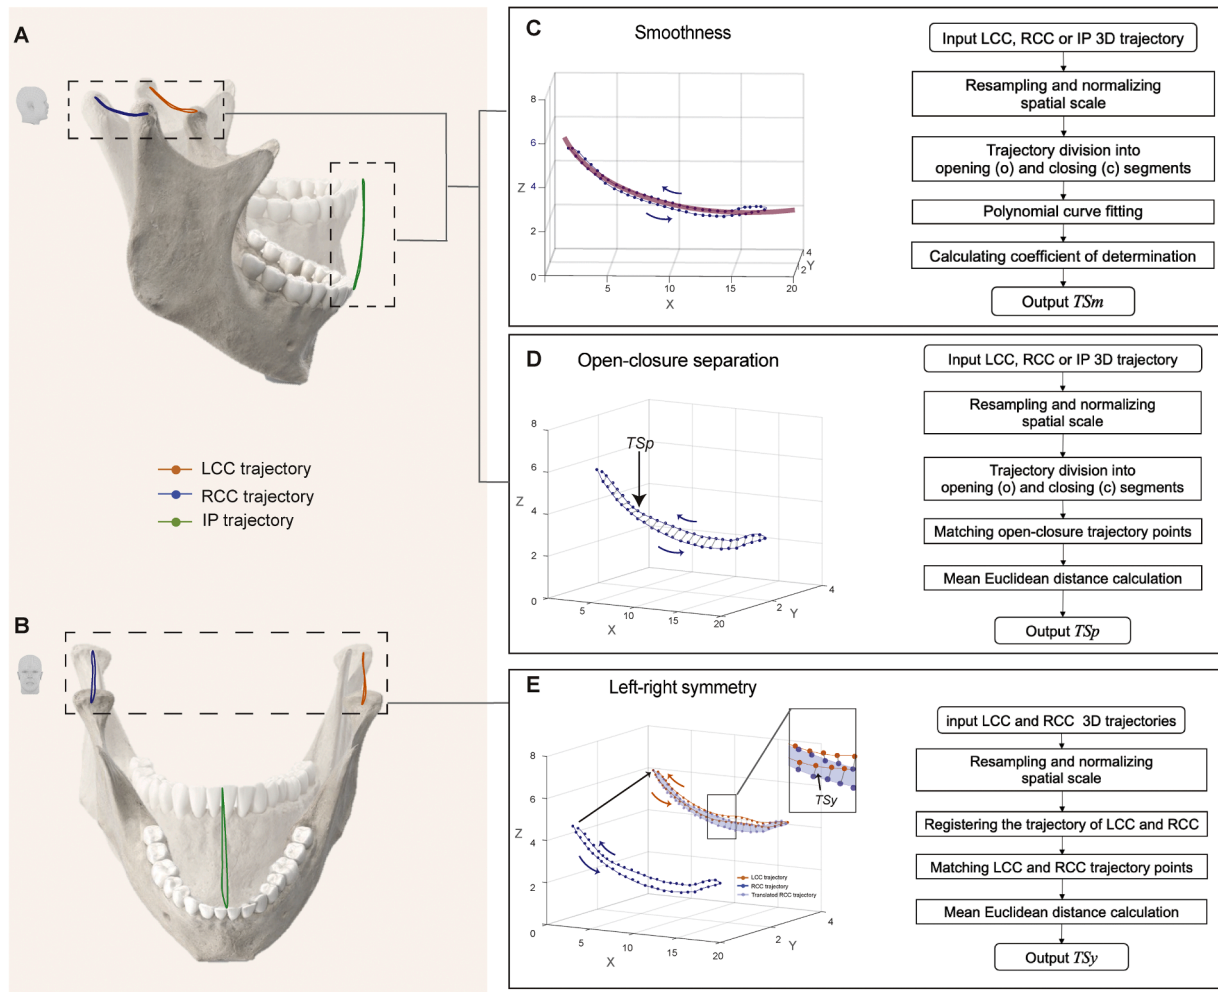 A
LCC trajectory
RCC trajectory
IP trajectory
B
C
Smoothness
8
6
Z
4
2
0
5
10
15
20
X
4
2
Y
Input LCC, RCC or IP 3D trajectory
Resampling and normalizing
spatial scale
Trajectory division into
opening (o) and closing (c) segments
Polynomial curve fitting
Calculating coefficient of determination
Output TSm
D
Open-closure separation
TSp
8
6
Z
4
2
0
5
10
15
20
X
2
4
Y
Input LCC, RCC or IP 3D trajectory
Resampling and normalizing
spatial scale
Trajectory division into
opening (o) and closing (c) segments
Matching open-closure trajectory points
Mean Euclidean distance calculation
Output TSp
E
Left-right symmetry
TSy
8
6
Z
4
2
0
5
10
15
20
X
2
4
Y
LCC trajectory
RCC trajectory
Translated RCC trajectory
input LCC and RCC 3D trajectories
Resampling and normalizing
spatial scale
Registering the trajectory of LCC and RCC
Matching LCC and RCC trajectory points
Mean Euclidean distance calculation
Output TSy